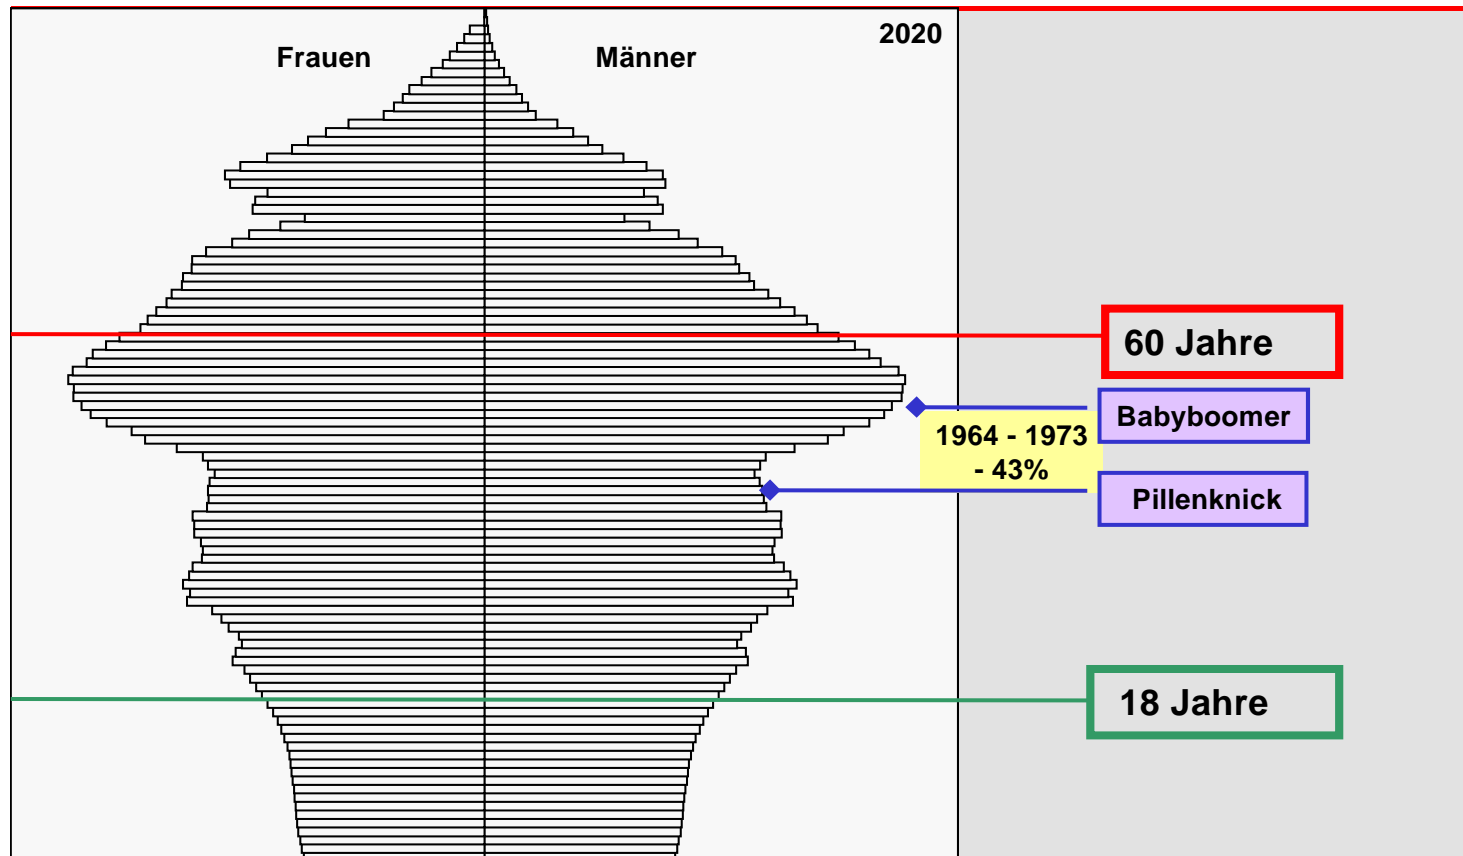 2020
Frauen
Männer
60 Jahre
Babyboomer
1964 - 1973
- 43%
Pillenknick
18 Jahre